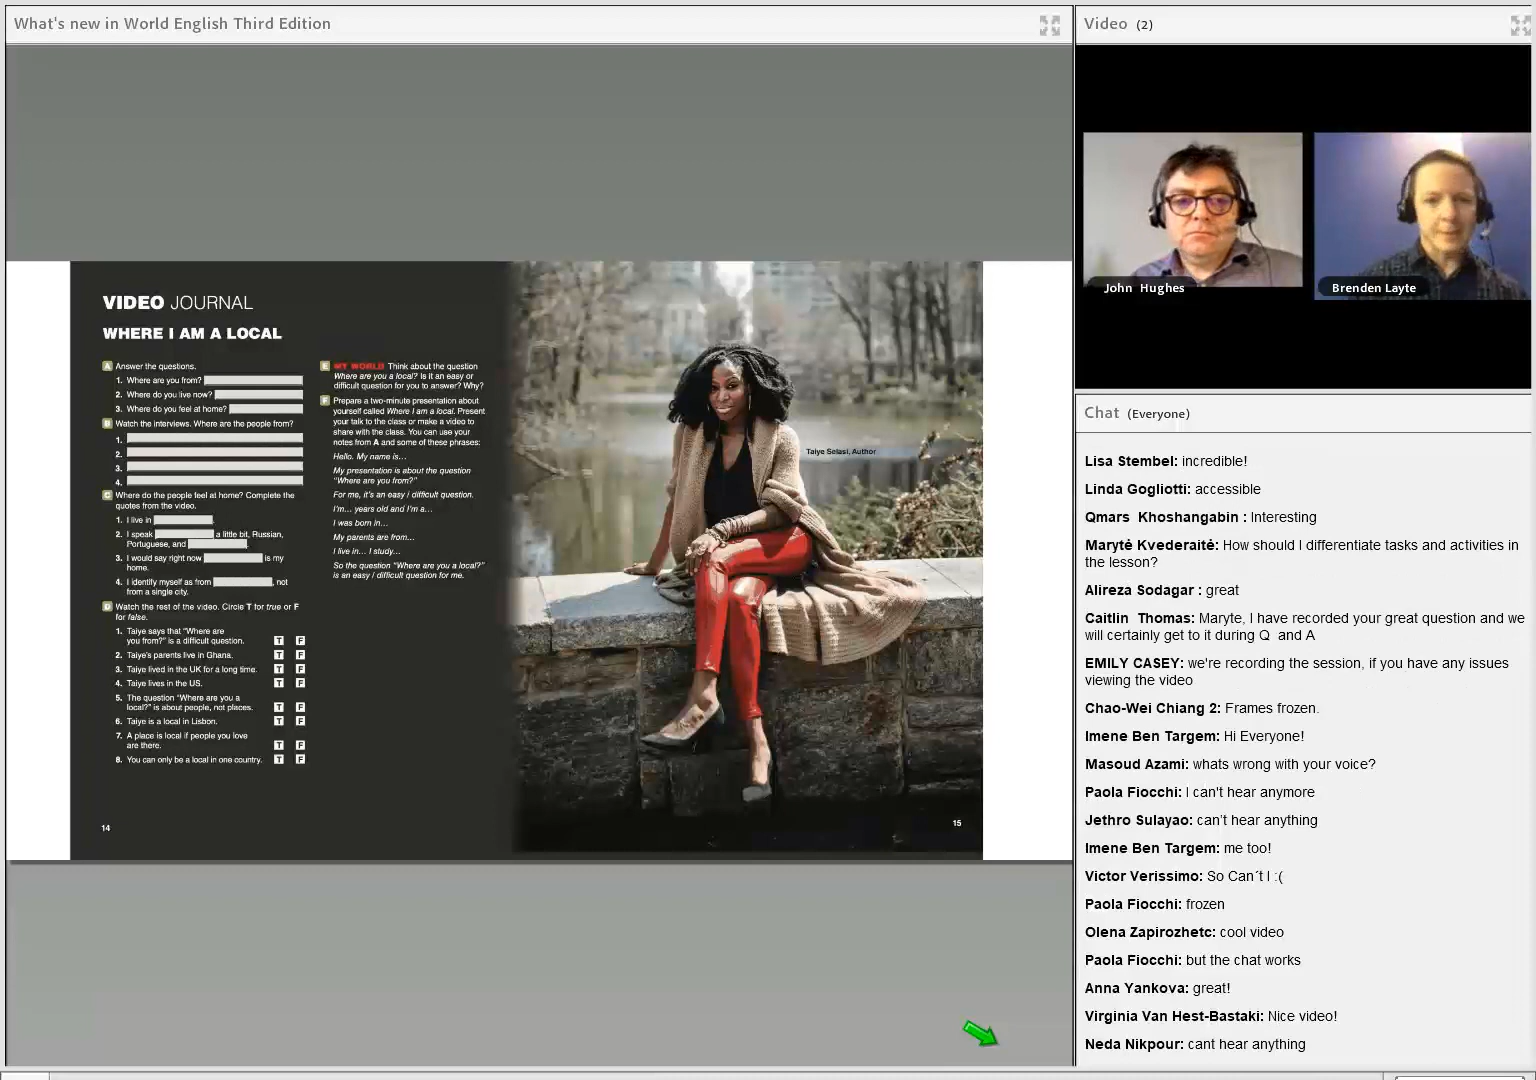 What's new in World English Third Edition
VIDEO JOURNAL
WHERE I AM A LOCAL
A Answer the questions.
1. Where are you from?
2. Where do you live now?
3. Where do you feel at home?
B Watch the interviews. Where are the people from?
1.
2.
3.
4.
C Where do the people feel at home? Complete the
quotes from the video.
1. I live in .
2. I speak a little bit, Russian,
Portuguese, and .
3. I would say right now is my
home.
4. I identify myself as from , not
from a single city.
D Watch the rest of the video. Circle T for true or F
for false.
1. Taiye says that "Where are
you from?" is a difficult question. T F
2. Taiye's parents live in Ghana. T F
3. Taiye lived in the UK for a long time. T F
4. Taiye lives in the US. T F
5. The question "Where are you a
local?" is about people, not places. T F
6. Taiye is a local in Lisbon. T F
7. A place is local if people you love
are there. T F
8. You can only be a local in one country. T F
14
E MY WORLD Think about the question
Where are you a local? Is it an easy or
difficult question for you to answer? Why?
F Prepare a two-minute presentation about
yourself called Where I am a local. Present
your talk to the class or make a video to
share with the class. You can use your
notes from A and some of these phrases:
Hello. My name is...
My presentation is about the question
"Where are you from?"
For me, it's an easy / difficult question.
I'm... years old and I'm a...
I was born in...
My parents are from...
I live in... I study...
So the question "Where are you a local?"
is an easy / difficult question for me.
Taiye Selasi, Author
15
Video (2)
John Hughes
Brenden Layte
Chat (Everyone)
Lisa Stembel: incredible!
Linda Gogliotti: accessible
Qmars Khoshangabin : Interesting
Marytė Kvederaitė: How should I differentiate tasks and activities in
the lesson?
Alireza Sodagar : great
Caitlin Thomas: Maryte, I have recorded your great question and we
will certainly get to it during Q and A
EMILY CASEY: we're recording the session, if you have any issues
viewing the video
Chao-Wei Chiang 2: Frames frozen.
Imene Ben Targem: Hi Everyone!
Masoud Azami: whats wrong with your voice?
Paola Fiocchi: I can't hear anymore
Jethro Sulayao: can't hear anything
Imene Ben Targem: me too!
Victor Verissimo: So Can´t I :(
Paola Fiocchi: frozen
Olena Zapirozhetc: cool video
Paola Fiocchi: but the chat works
Anna Yankova: great!
Virginia Van Hest-Bastaki: Nice video!
Neda Nikpour: cant hear anything